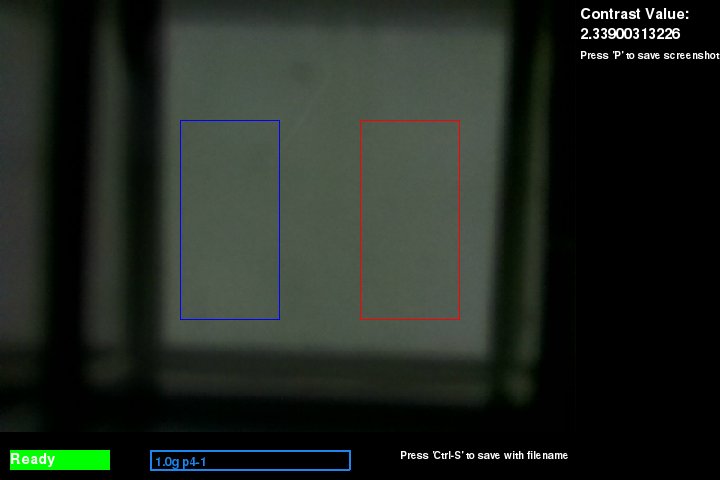 Contrast Value:
2.33900313226
Press 'P' to save screenshot
Ready
1.0g p4-1
Press 'Ctrl-S' to save with filename